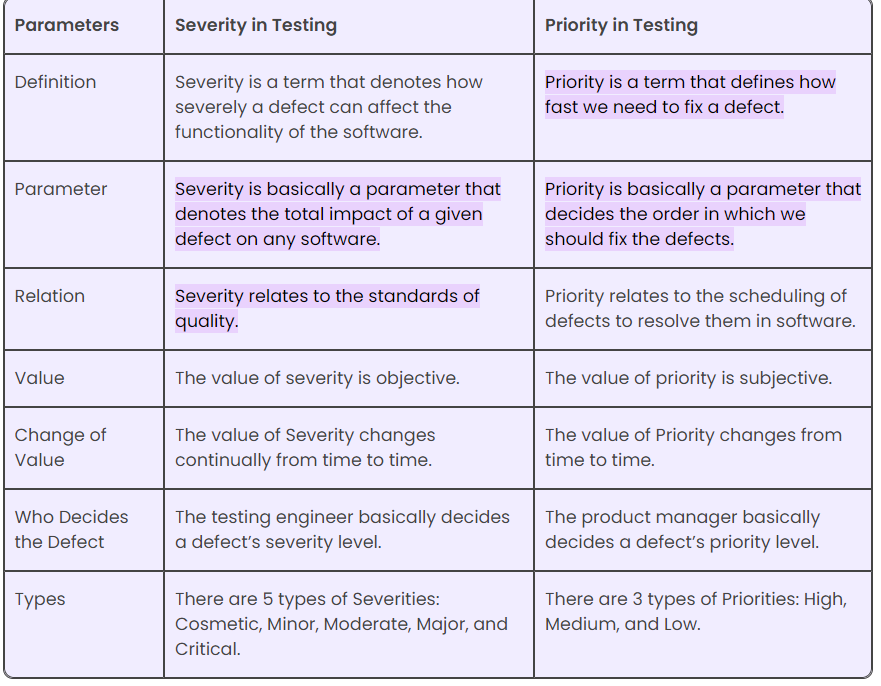 Parameters
Severity in Testing
Priority in Testing
Definition
Severity is a term that denotes how
severely a defect can affect the
functionality of the software.
Priority is a term that defines how
fast we need to fix a defect.
Parameter
Severity is basically a parameter that
denotes the total impact of a given
defect on any software.
Priority is basically a parameter that
decides the order in which we
should fix the defects.
Relation
Severity relates to the standards of
quality.
Priority relates to the scheduling of
defects to resolve them in software.
Value
The value of severity is objective.
The value of priority is subjective.
Change of
Value
The value of Severity changes
continually from time to time.
The value of Priority changes from
time to time.
Who Decides
the Defect
The testing engineer basically decides
a defect’s severity level.
The product manager basically
decides a defect’s priority level.
Types
There are 5 types of Severities:
Cosmetic, Minor, Moderate, Major, and
Critical.
There are 3 types of Priorities: High,
Medium, and Low.